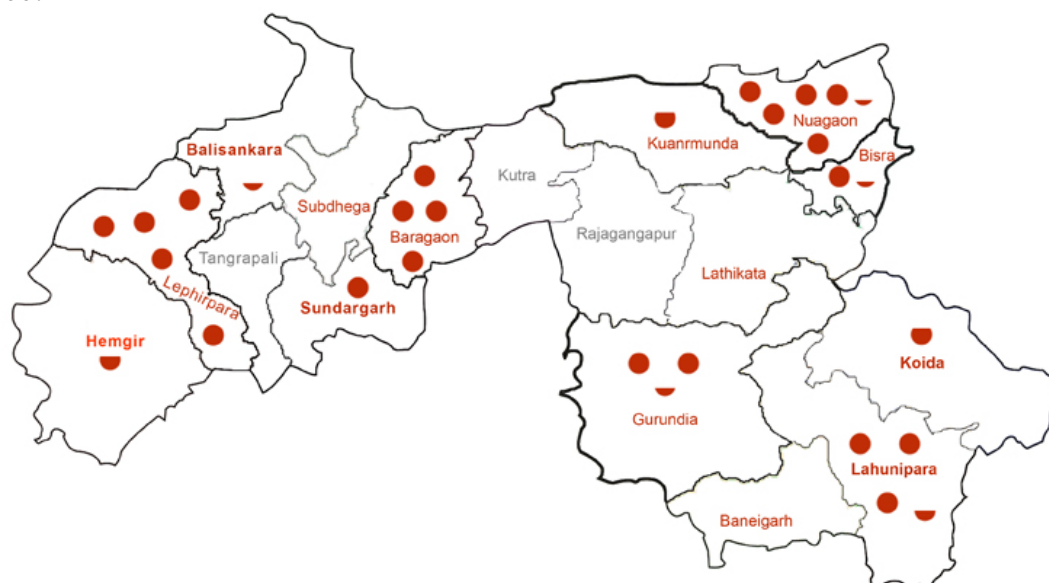 Nuagaon
Kuanrmunda
Balisankara
Bisra
Kutra
Subdhega
Baragaon
Rajagangapur
Tangrapali
Lathikata
Lephirpara
Sundargarh
Hemgir
Koida
Gurundia
Lahunipara
Baneigarh